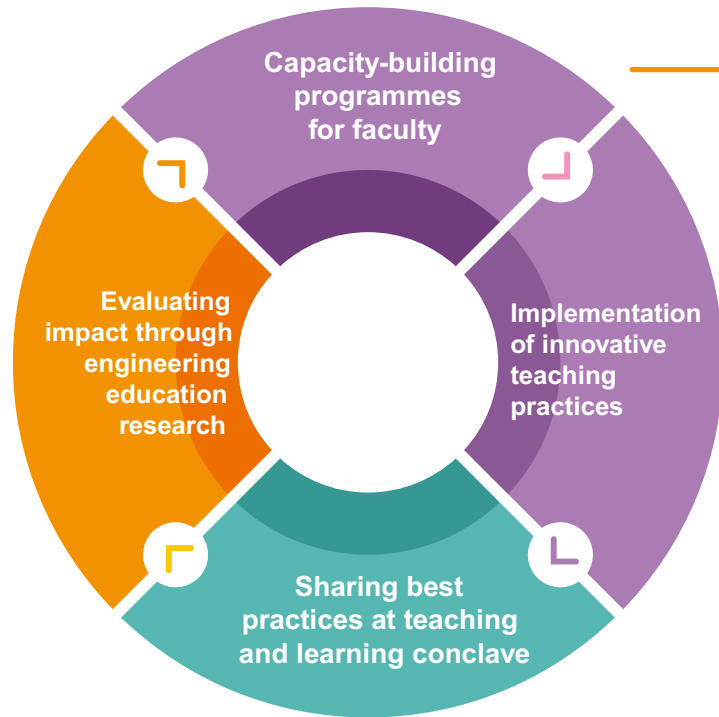 Capacity-building
programmes
for faculty
Implementation
of innovative
teaching
practices
Sharing best
practices at teaching
and learning conclave
Evaluating
impact through
engineering
education
research